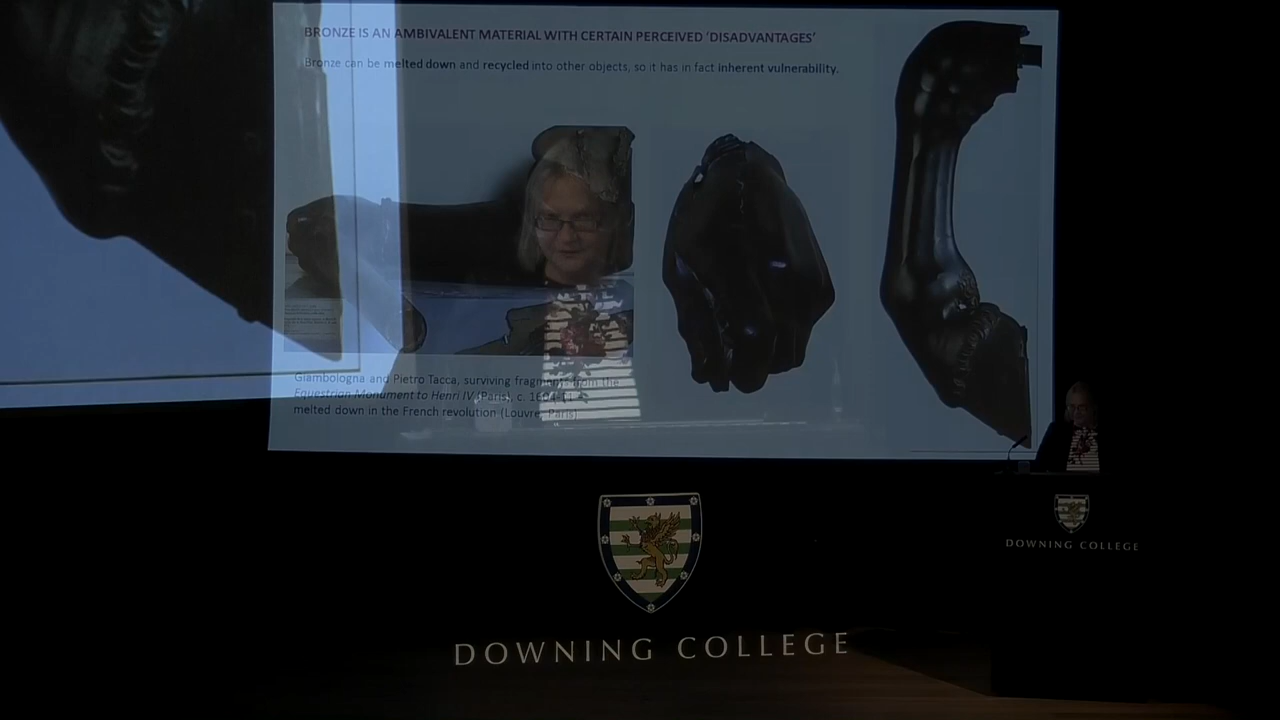 BRONZE IS AN AMBIVALENT MATERIAL WITH CERTAIN PERCEIVED ‘DISADVANTAGES’
Bronze can be melted down and recycled into other objects, so it has in fact inherent vulnerability.
Giambologna and Pietro Tacca, surviving fragments from the
Equestrian Monument to Henri IV (Paris), c. 1604-14
melted down in the French revolution (Louvre, Paris)
DOWNING COLLEGE
DOWNING COLLEGE